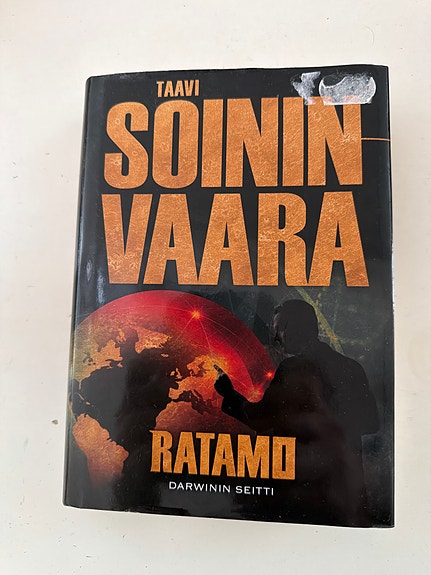 TAAVI
SOININ
VAARA
RATAMO
DARWININ SEITTI